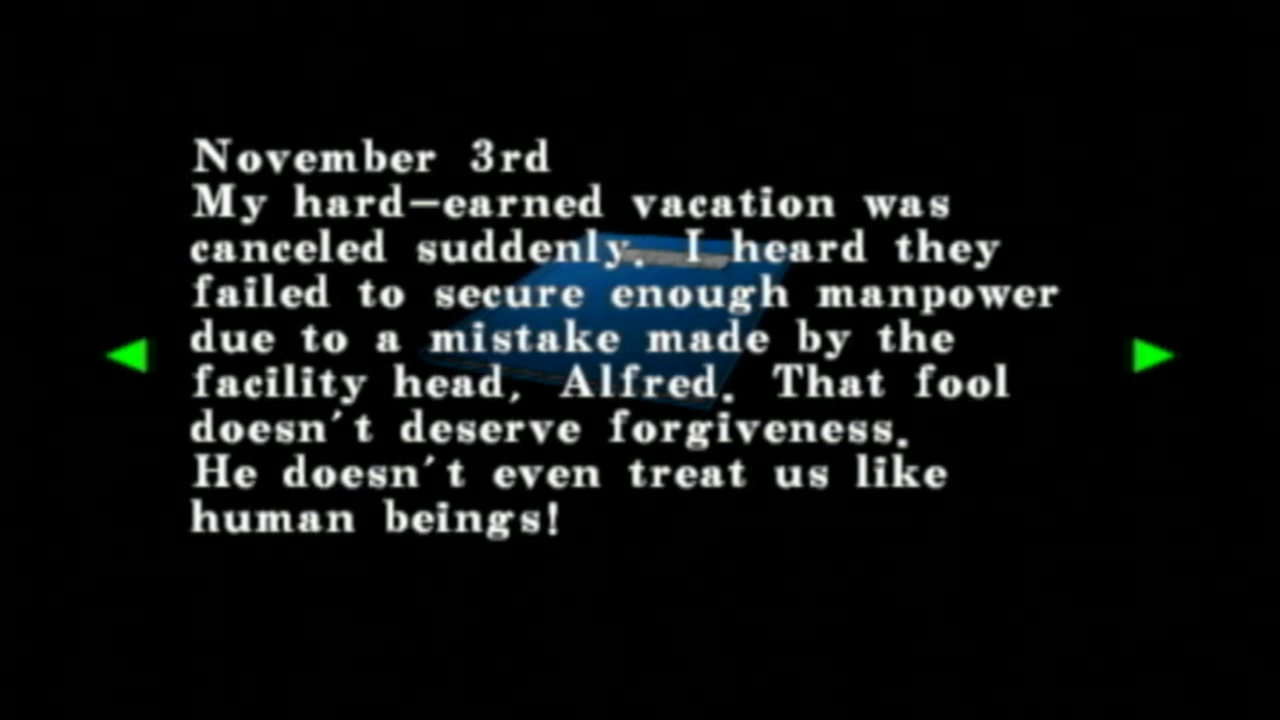 November 3rd
My hard-earned vacation was
canceled suddenly. I heard they
failed to secure enough manpower
due to a mistake made by the
facility head, Alfred. That fool
doesn't deserve forgiveness.
He doesn't even treat us like
human beings!